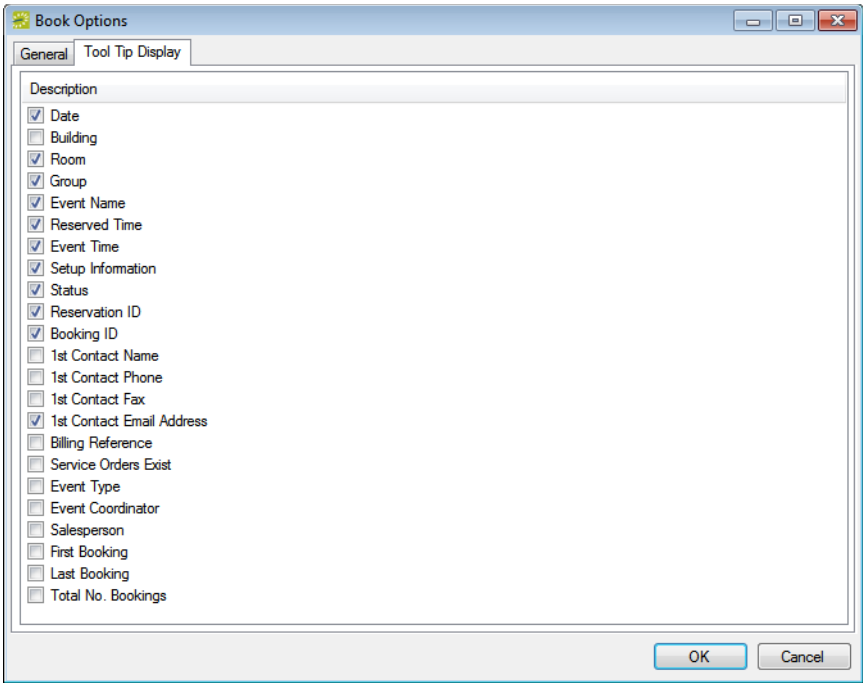 Book Options
General
Tool Tip Display
Description
Date
Building
Room
Group
Event Name
Reserved Time
Event Time
Setup Information
Status
Reservation ID
Booking ID
1st Contact Name
1st Contact Phone
1st Contact Fax
1st Contact Email Address
Billing Reference
Service Orders Exist
Event Type
Event Coordinator
Salesperson
First Booking
Last Booking
Total No. Bookings
OK
Cancel